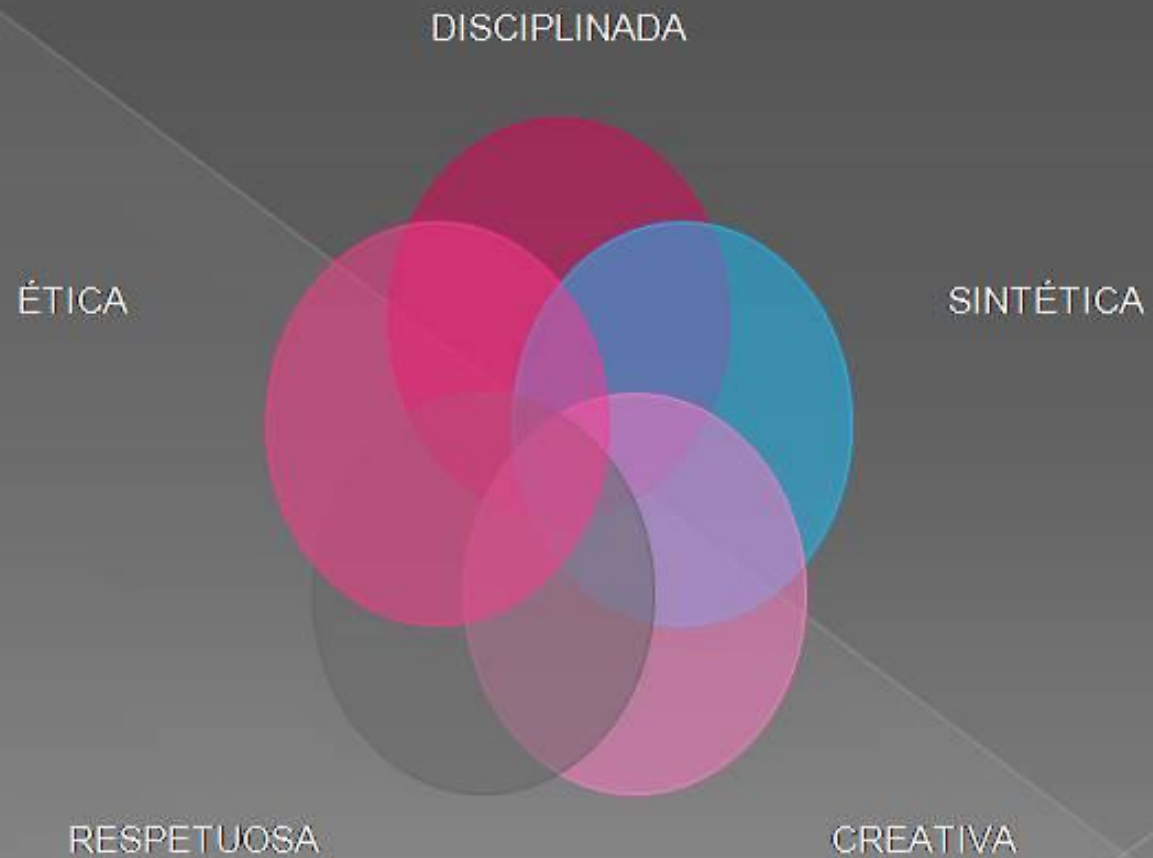 DISCIPLINADA
ÉTICA
SINTÉTICA
RESPETUOSA
CREATIVA